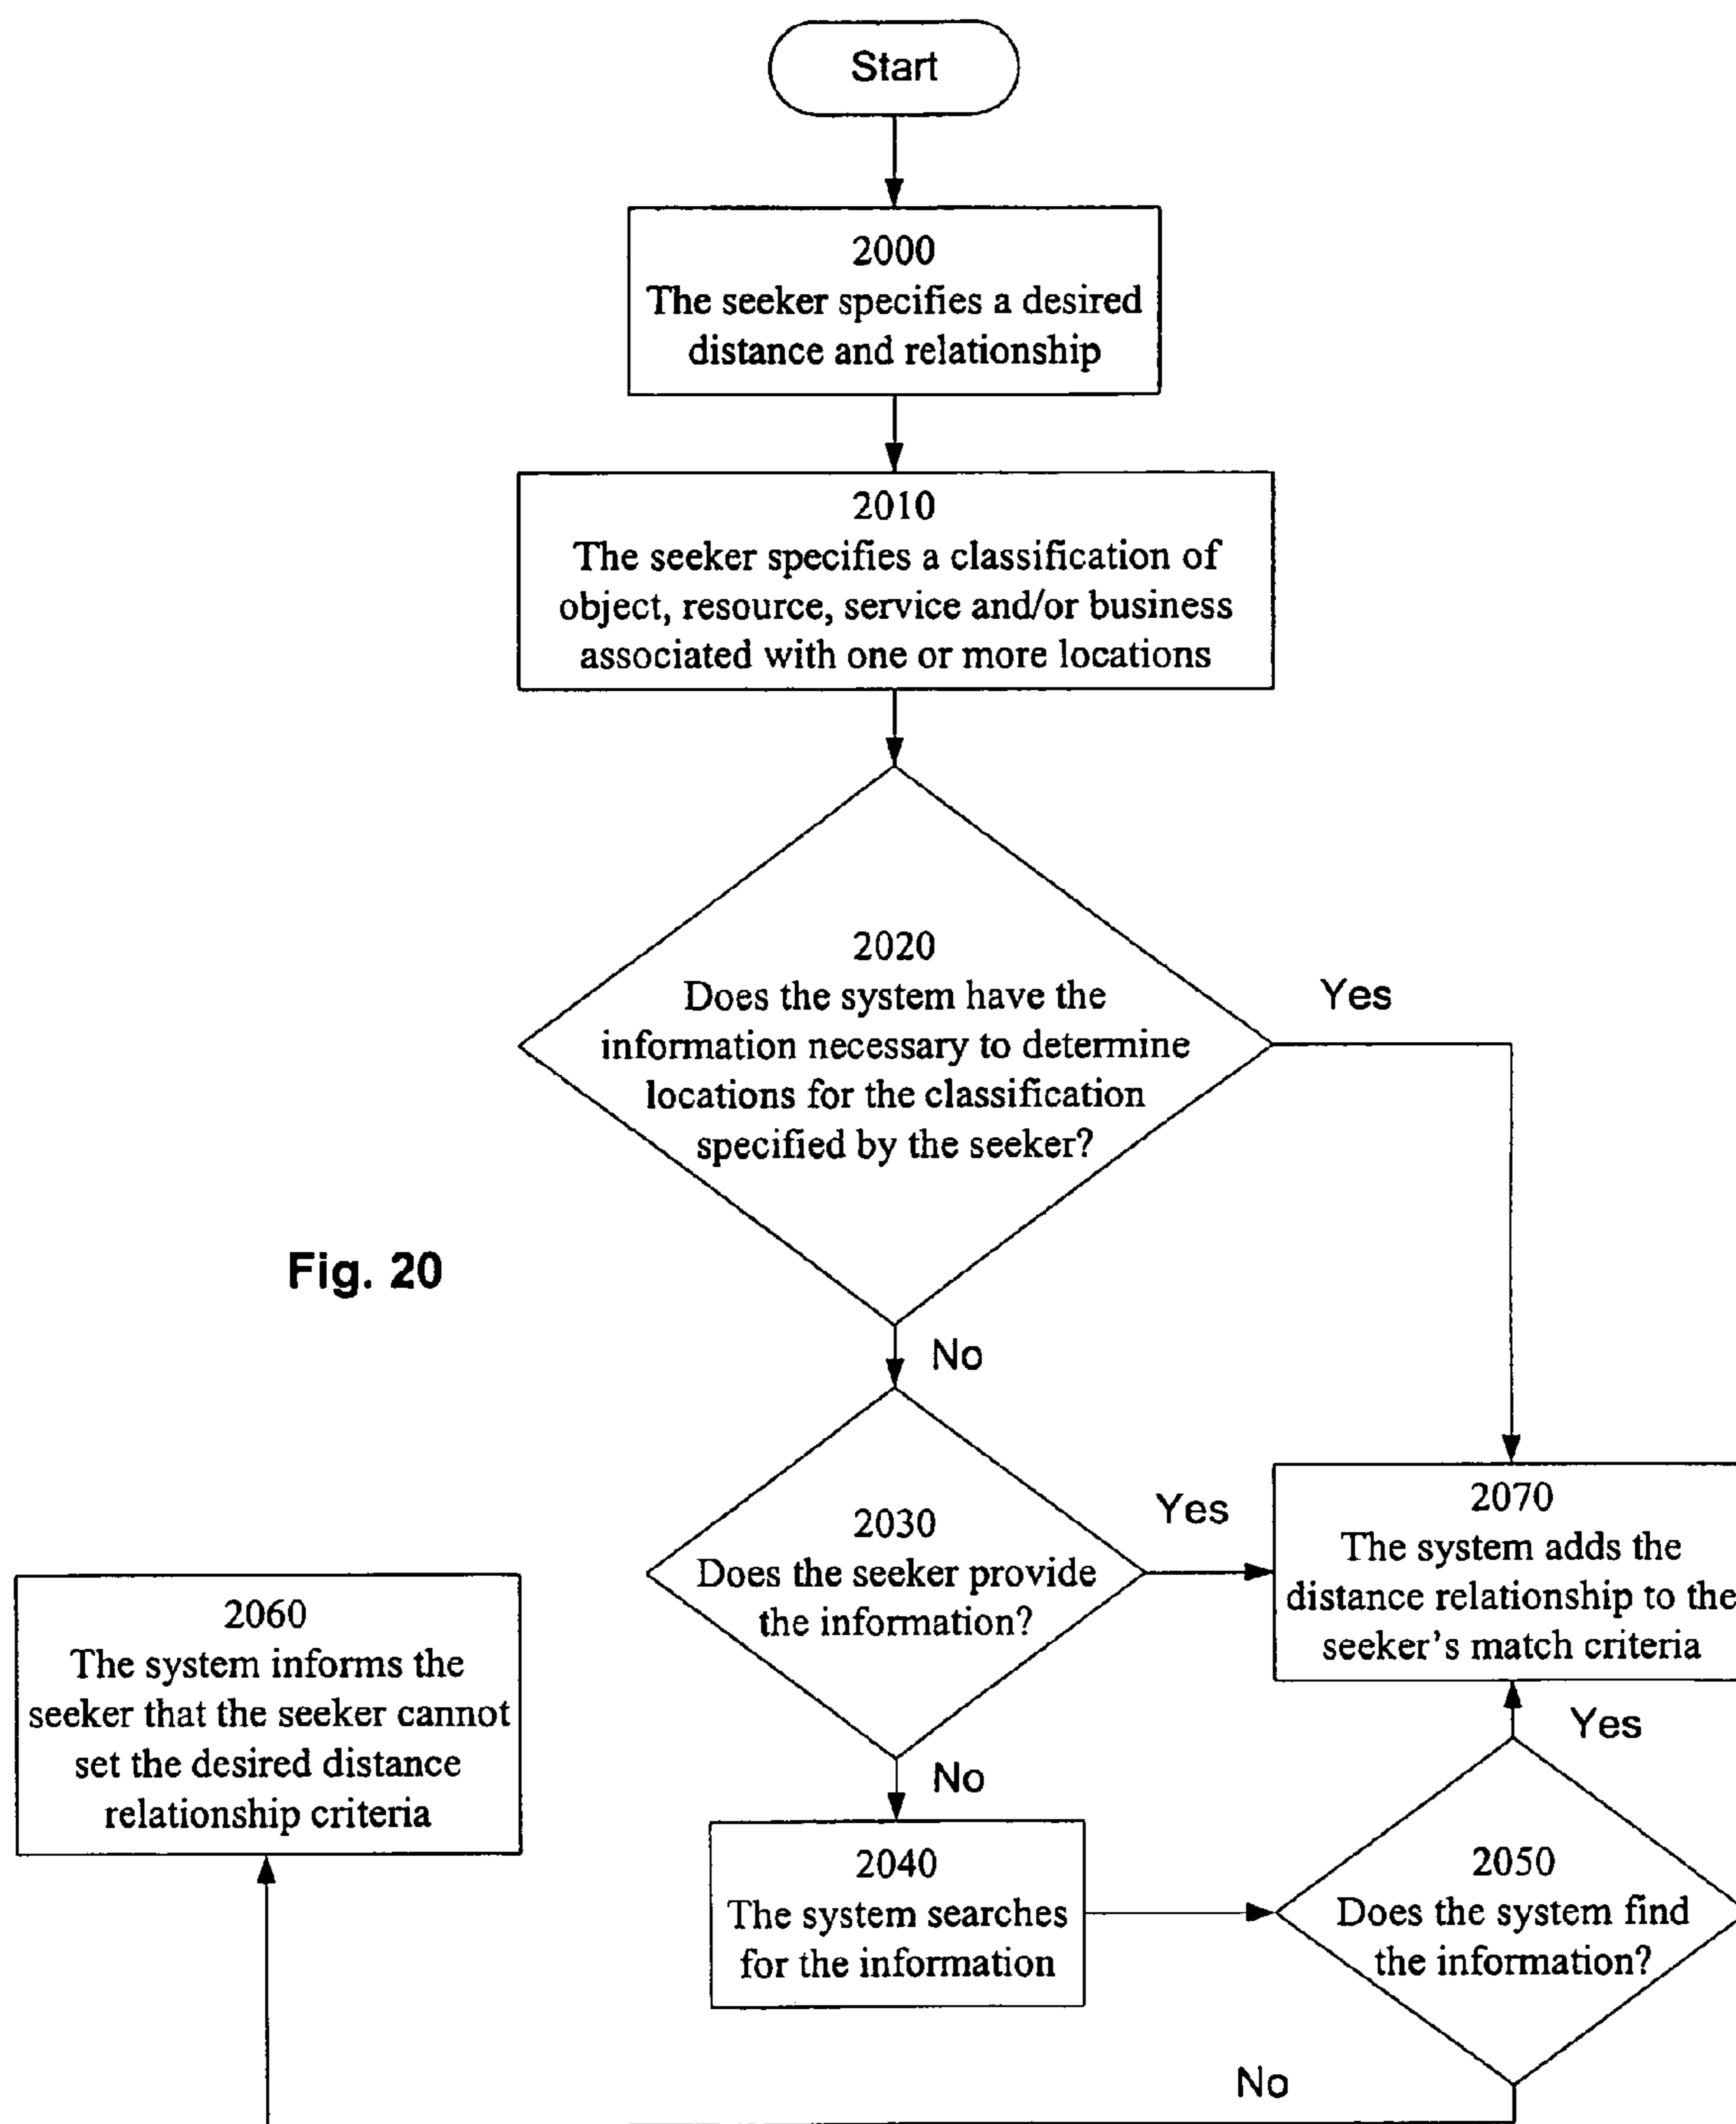 Start
2000
The seeker specifies a desired
distance and relationship
2010
The seeker specifies a classification of
object, resource, service and/or business
associated with one or more locations
2020
Does the system have the
information necessary to determine
locations for the classification
specified by the seeker?
Yes
No
Fig. 20
2030
Does the seeker provide
the information?
Yes
No
2070
The system adds the
distance relationship to the
seeker's match criteria
2060
The system informs the
seeker that the seeker cannot
set the desired distance
relationship criteria
2040
The system searches
for the information
2050
Does the system find
the information?
Yes
No